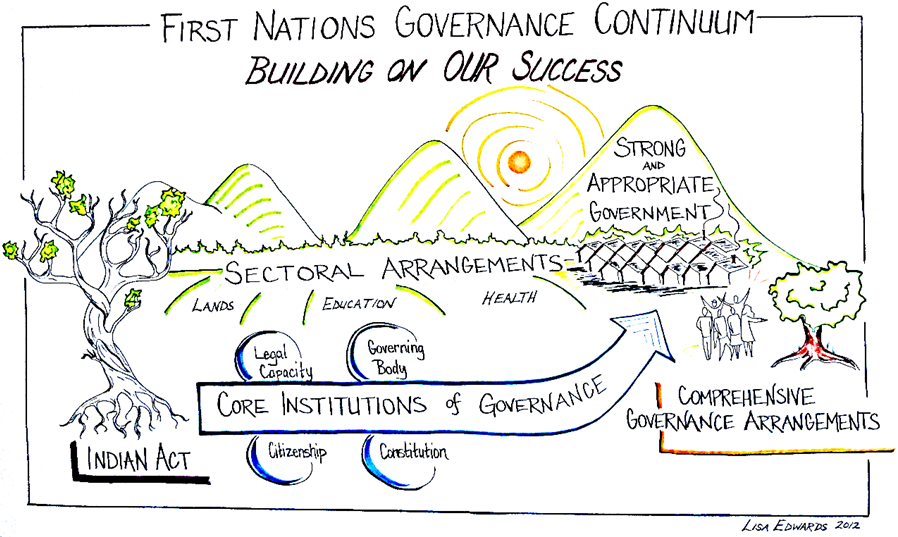 FIRST NATIONS GOVERNANCE CONTINUUM
BUILDING ON OUR SUCCESS
STRONG
AND
APPROPRIATE
GOVERNMENT
SECTORAL ARRANGEMENTS
LANDS
EDUCATION
HEALTH
Legal
Capacity
Governing
Body
CORE INSTITUTIONS of GOVERNANCE
Citizenship
Constitution
INDIAN ACT
COMPREHENSIVE
GOVERNANCE ARRANGEMENTS
LISA EDWARDS 2012